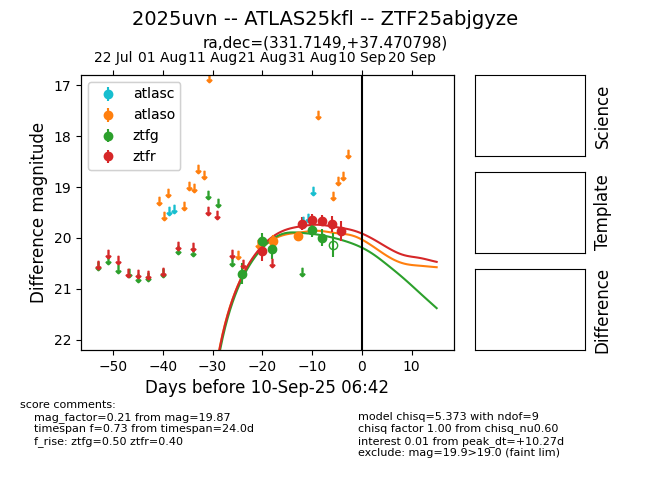 2025uvn -- ATLAS25kfl -- ZTF25abjgyze
ra,dec=(331.7149,+37.470798)
22 Jul 01 Aug 11 Aug 21 Aug 31 Aug 10 Sep 20 Sep
17
18
19
20
21
22
Difference magnitude
atlasc
atlaso
ztfg
ztfr
−50 −40 −30 −20 −10 0 10
Days before 10-Sep-25 06:42
Science
Template
Difference
score comments:
mag_factor=0.21 from mag=19.87
timespan f=0.73 from timespan=24.0d
f_rise: ztfg=0.50 ztfr=0.40
model chisq=5.373 with ndof=9
chisq factor 1.00 from chisq_nu0.60
interest 0.01 from peak_dt=+10.27d
exclude: mag=19.9>19.0 (faint lim)